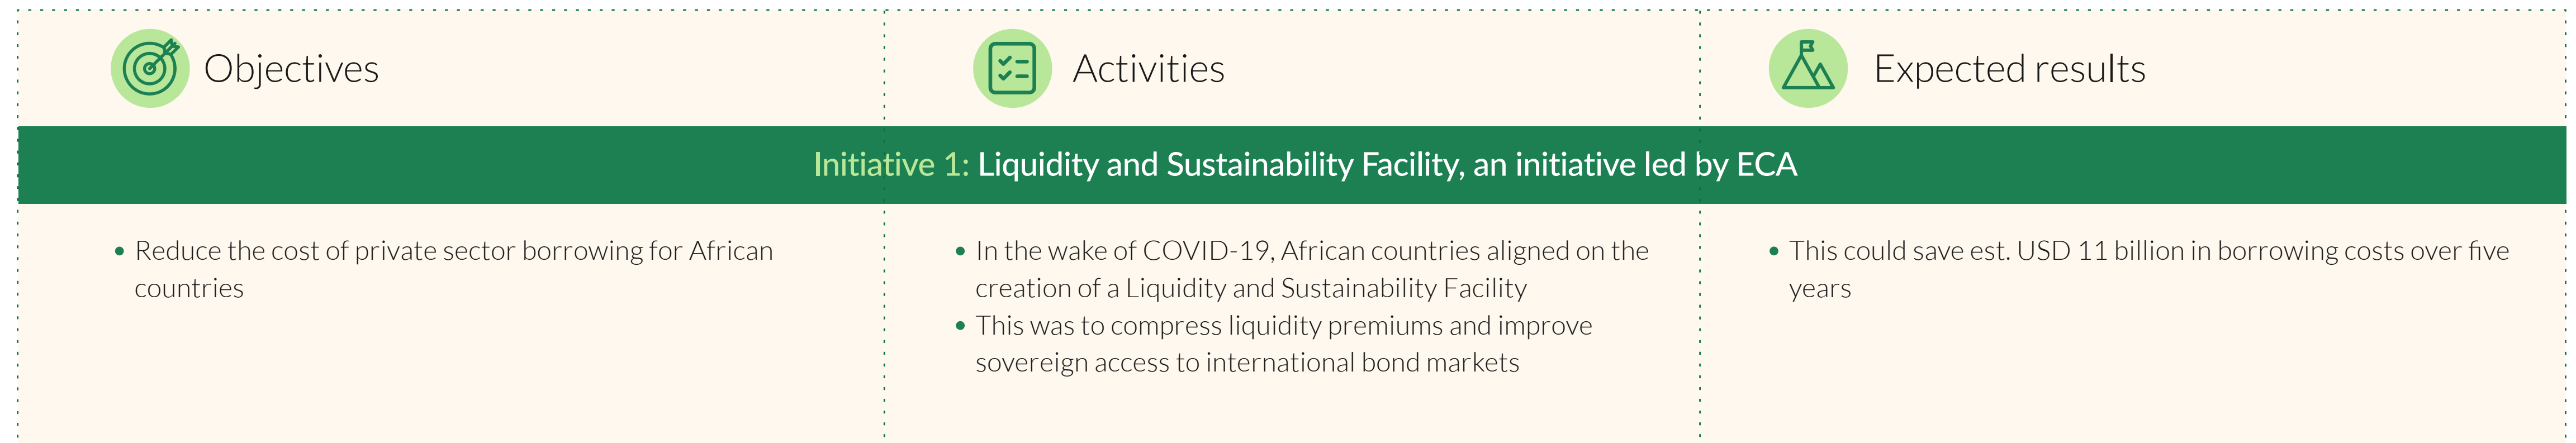 Objectives
Activities
Expected results
Initiative 1: Liquidity and Sustainability Facility, an initiative led by ECA
• Reduce the cost of private sector borrowing for African
countries
• In the wake of COVID-19, African countries aligned on the
creation of a Liquidity and Sustainability Facility
• This was to compress liquidity premiums and improve
sovereign access to international bond markets
• This could save est. USD 11 billion in borrowing costs over five
years